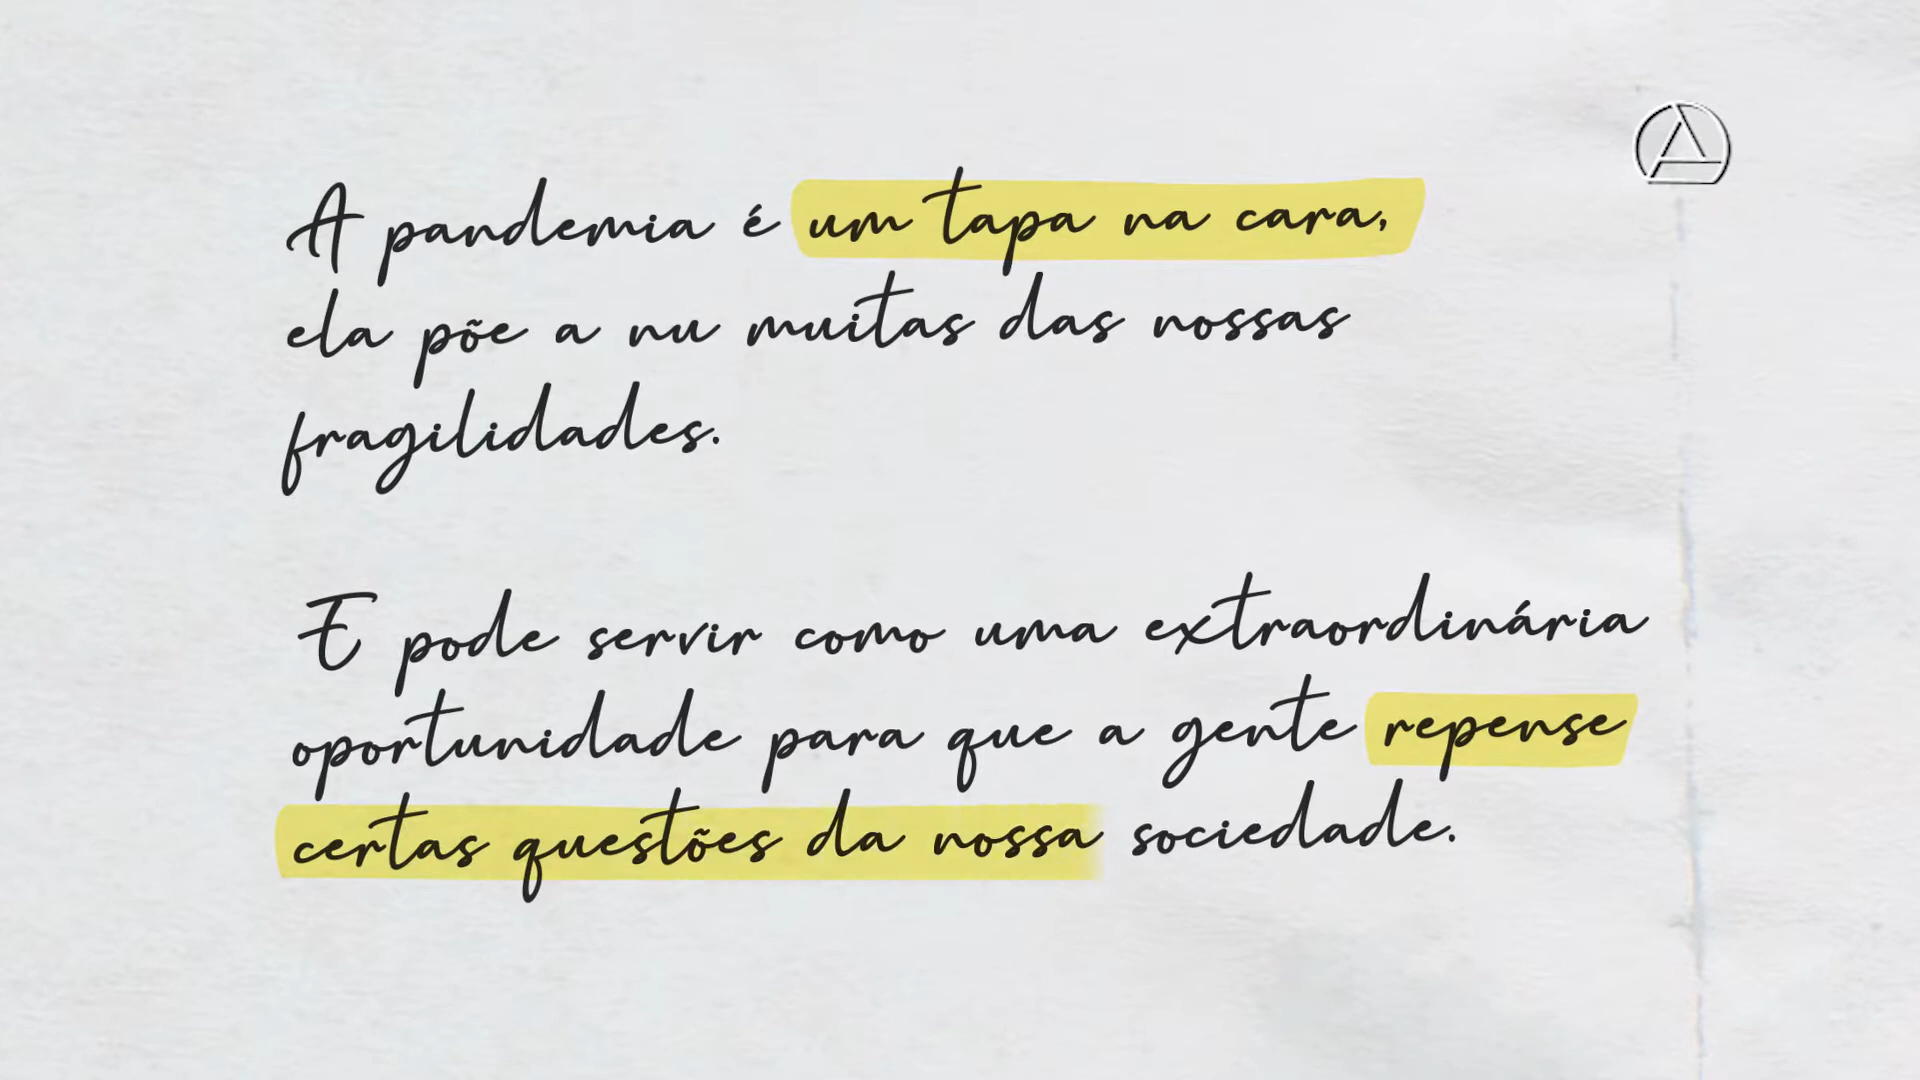 A pandemia é um tapa na cara,
ela põe a nu muitas das nossas
fragilidades.
E pode servir como uma extraordinária
oportunidade para que a gente repense
certas questões da nossa sociedade.